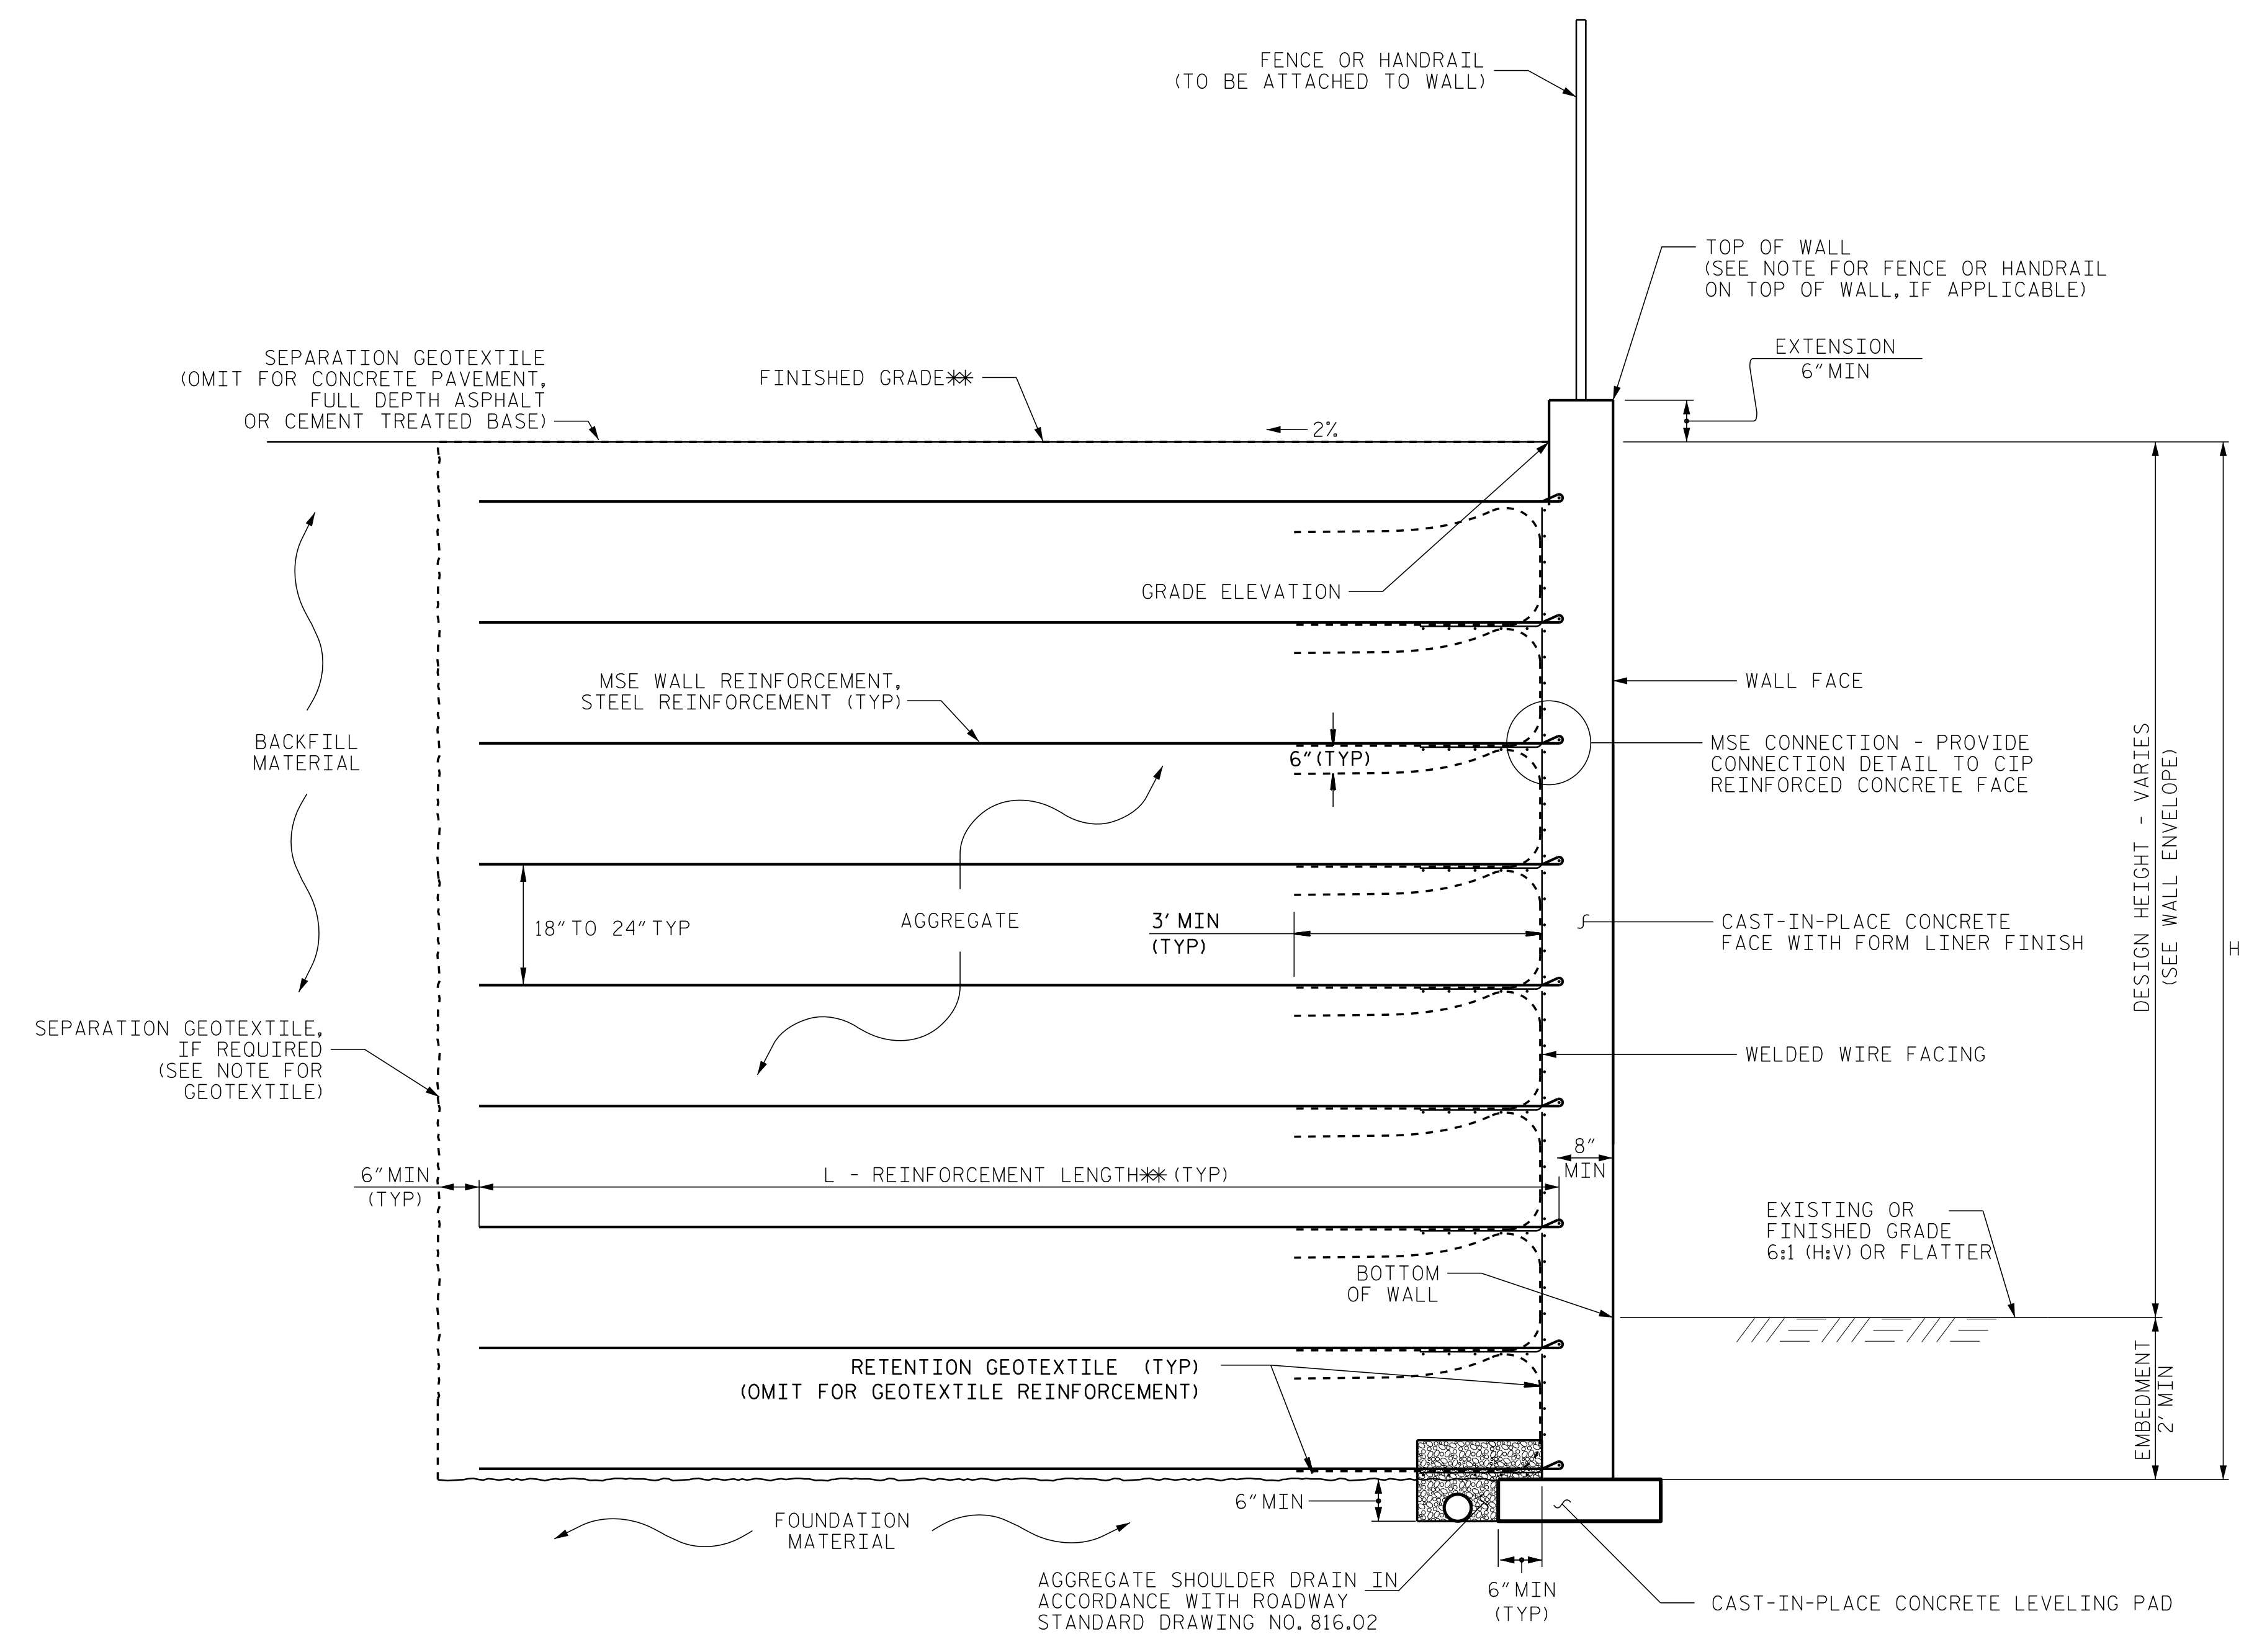 FENCE OR HANDRAIL
(TO BE ATTACHED TO WALL)
TOP OF WALL
(SEE NOTE FOR FENCE OR HANDRAIL
ON TOP OF WALL, IF APPLICABLE)
EXTENSION
6" MIN
SEPARATION GEOTEXTILE
(OMIT FOR CONCRETE PAVEMENT,
FULL DEPTH ASPHALT
OR CEMENT TREATED BASE)
FINISHED GRADE**
2%
GRADE ELEVATION
MSE WALL REINFORCEMENT,
STEEL REINFORCEMENT (TYP)
WALL FACE
BACKFILL
MATERIAL
6" (TYP)
MSE CONNECTION - PROVIDE
CONNECTION DETAIL TO CIP
REINFORCED CONCRETE FACE
DESIGN HEIGHT - VARIES
(SEE WALL ENVELOPE)
H
18" TO 24" TYP
AGGREGATE
3' MIN
(TYP)
CAST-IN-PLACE CONCRETE
FACE WITH FORM LINER FINISH
SEPARATION GEOTEXTILE,
IF REQUIRED
(SEE NOTE FOR
GEOTEXTILE)
WELDED WIRE FACING
6" MIN
(TYP)
L - REINFORCEMENT LENGTH** (TYP)
8"
MIN
EXISTING OR
FINISHED GRADE
6:1 (H:V) OR FLATTER
BOTTOM
OF WALL
EMBEDMENT
2' MIN
RETENTION GEOTEXTILE (TYP)
(OMIT FOR GEOTEXTILE REINFORCEMENT)
6" MIN
FOUNDATION
MATERIAL
AGGREGATE SHOULDER DRAIN IN
ACCORDANCE WITH ROADWAY
STANDARD DRAWING NO. 816.02
6" MIN
(TYP)
CAST-IN-PLACE CONCRETE LEVELING PAD